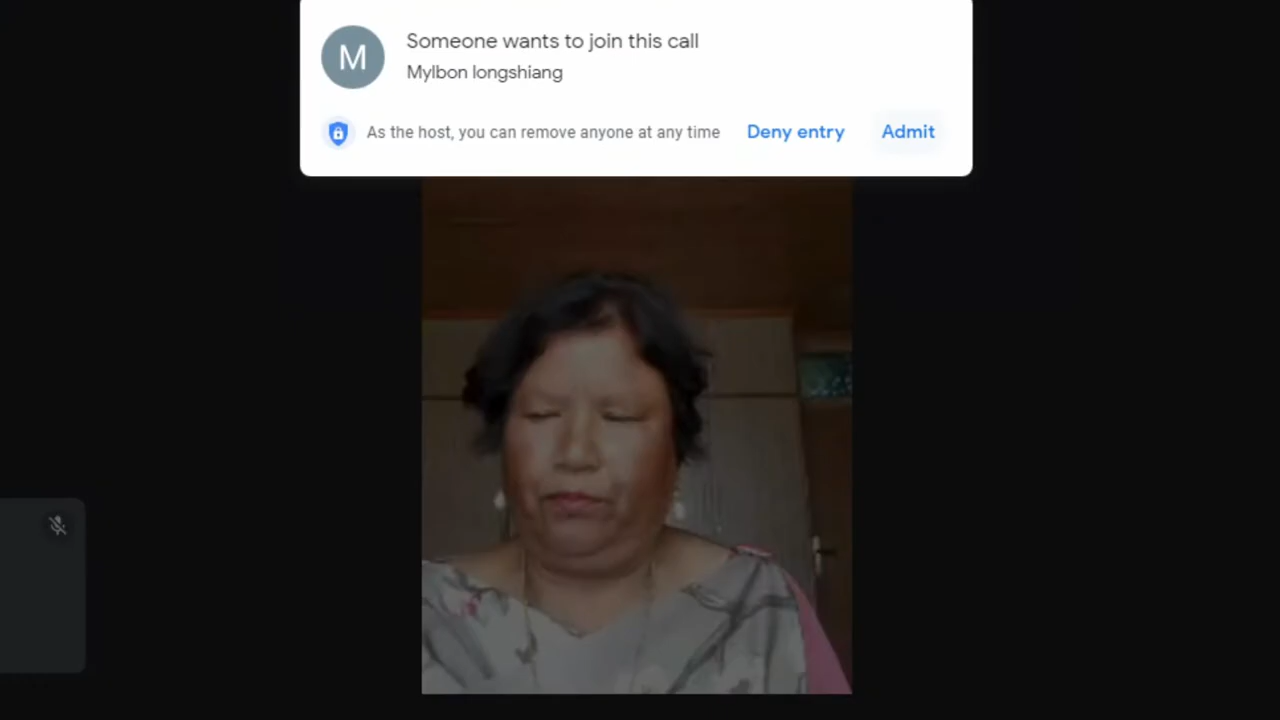 M
Someone wants to join this call
Mylbon longshiang
As the host, you can remove anyone at any time
Deny entry
Admit